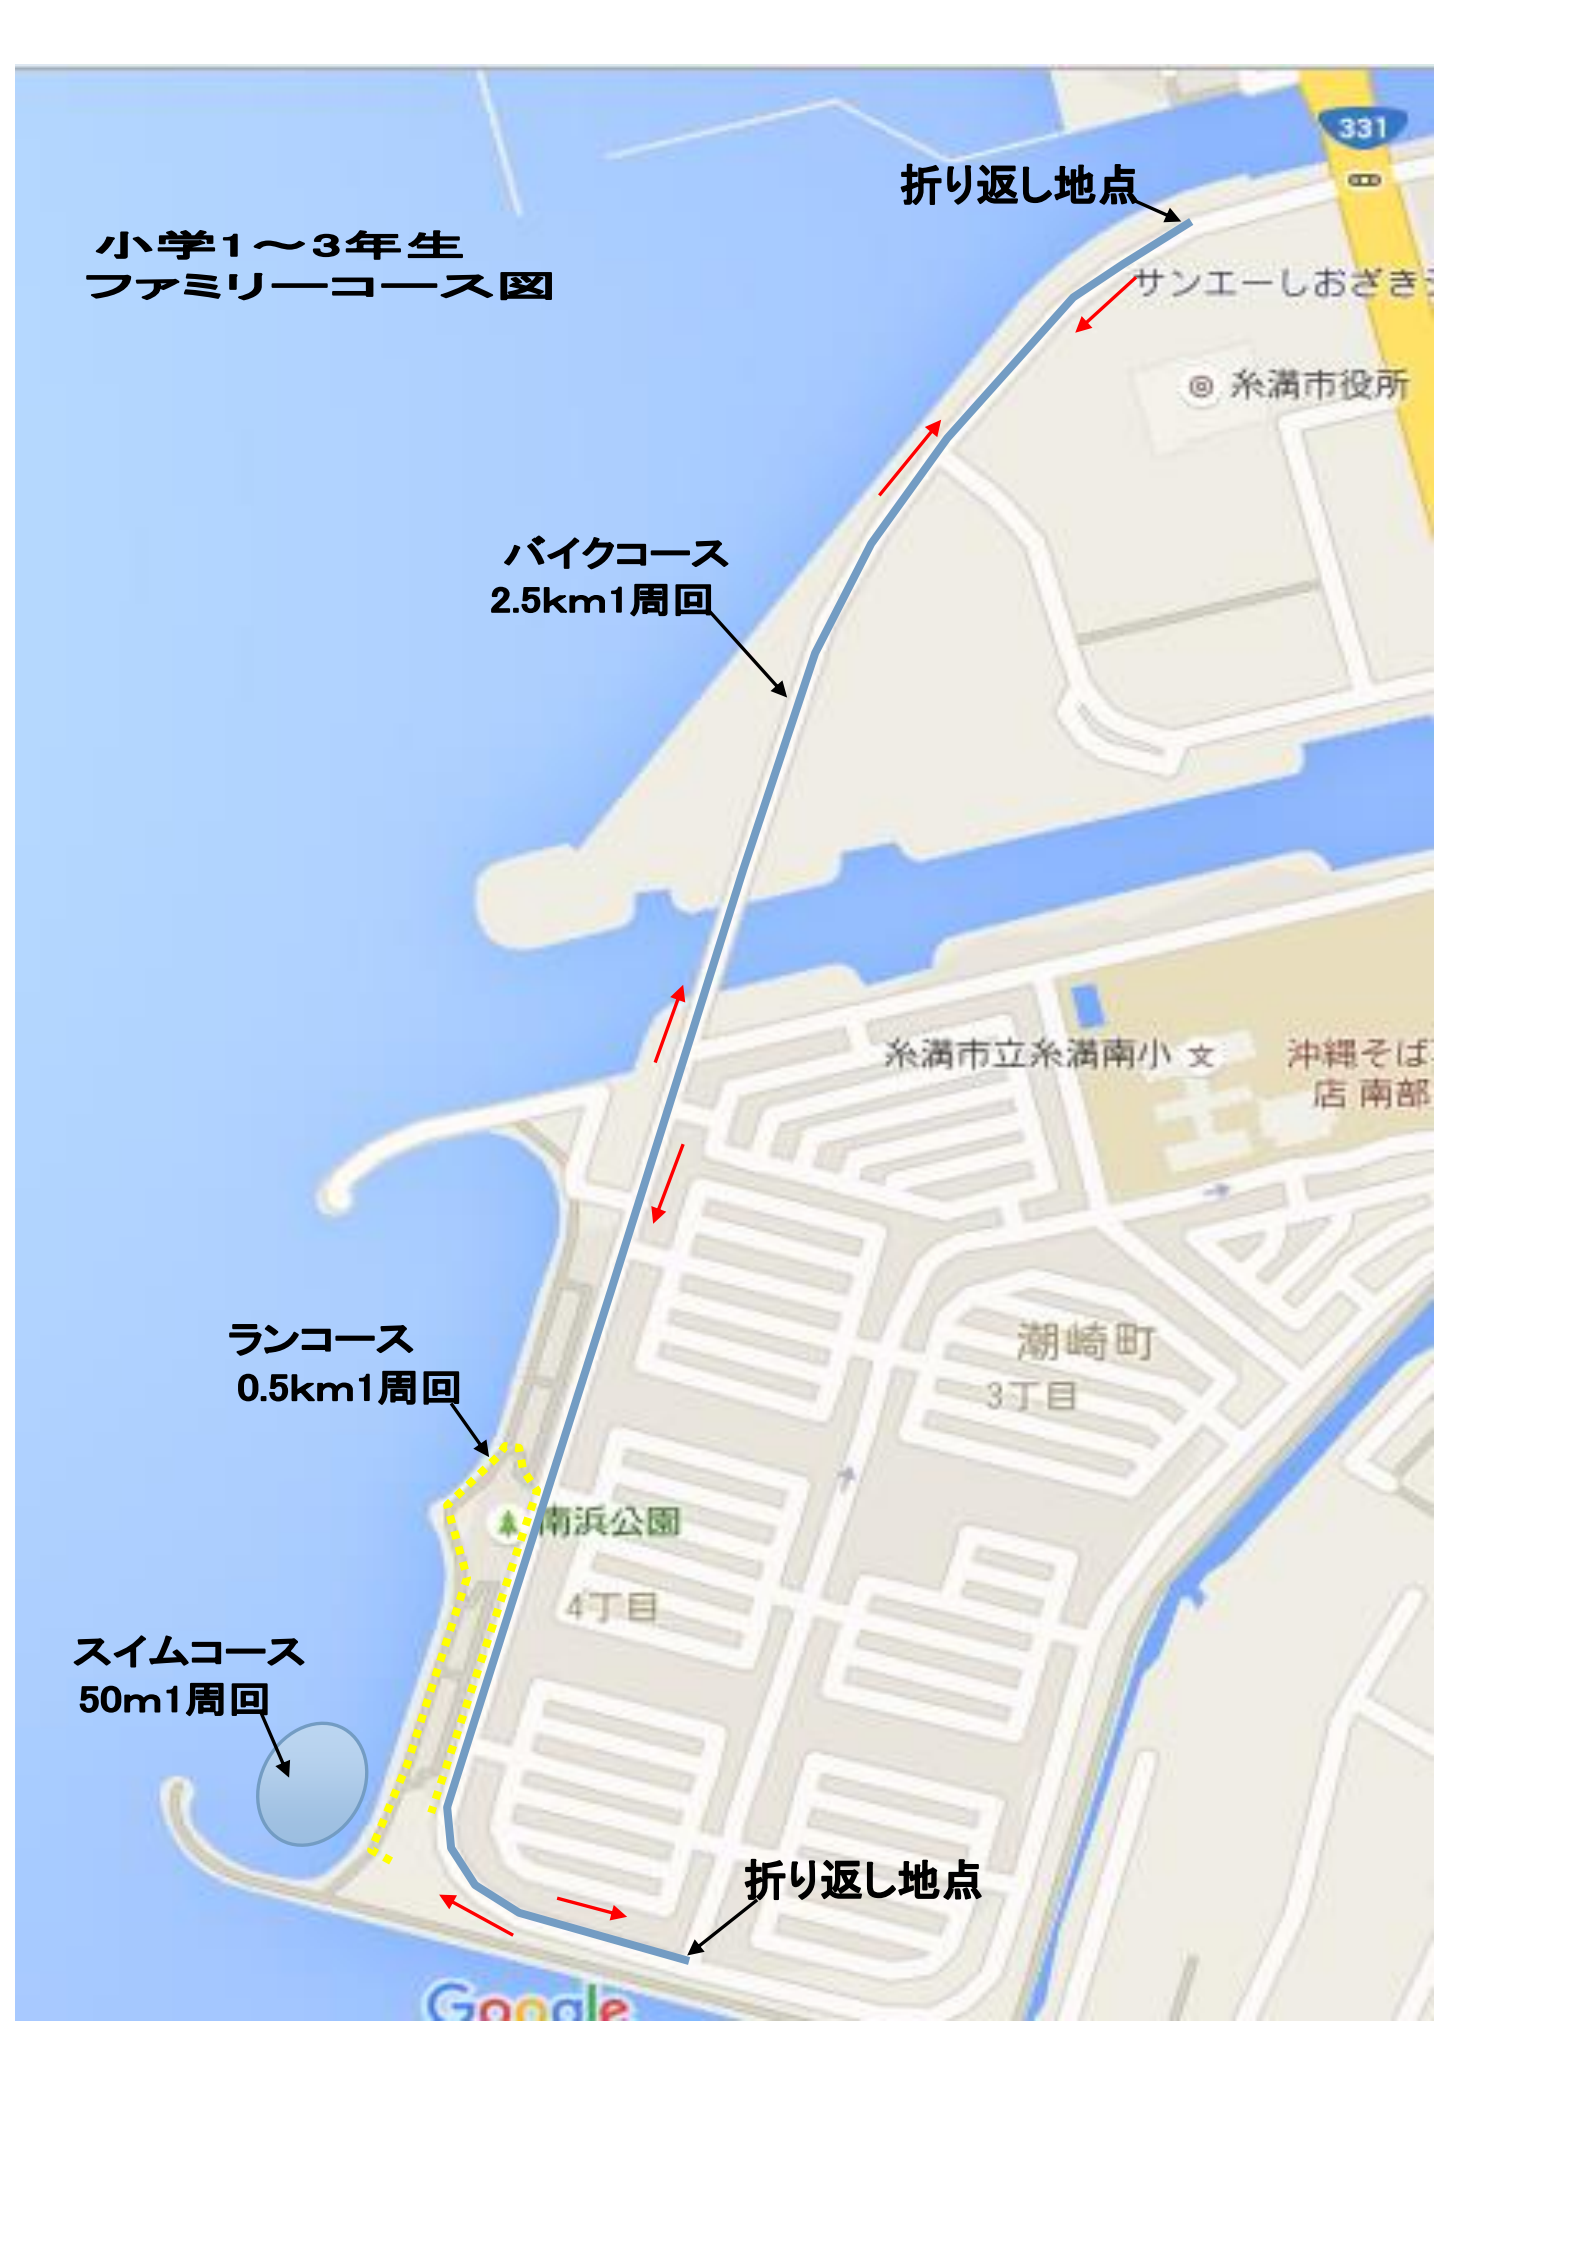 331
折り返し地点
小学1～3年生
ファミリーコース図
サンエーしおざき
糸満市役所
バイクコース
2.5km1周回
糸満市立糸満南小
文
沖縄そば
店 南部
ランコース
0.5km1周回
潮崎町
3丁目
南浜公園
4丁目
スイムコース
50m1周回
折り返し地点
Google